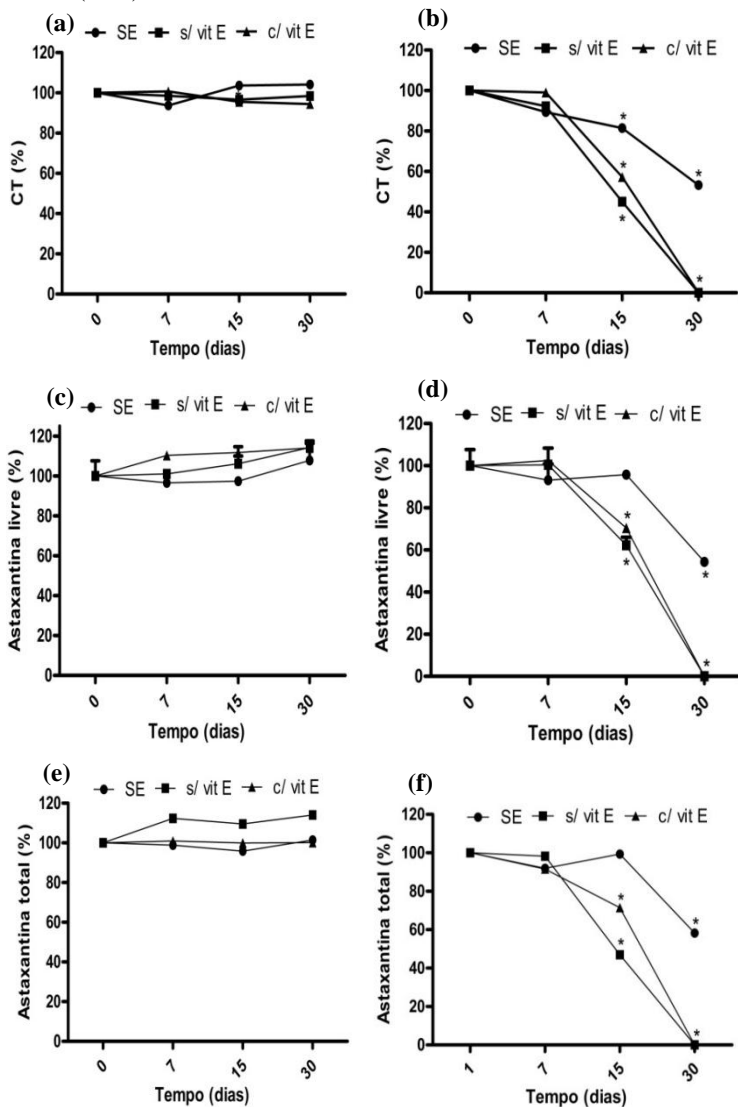 (a)
SE s/ vit E c/ vit E
120
100
80
60
40
20
0
CT (%)
0 7 15 30
Tempo (dias)
(b)
SE s/ vit E c/ vit E
120
100
80
60
40
20
0
CT (%)
*
*
*
*
*
0 7 15 30
Tempo (dias)
(c)
SE s/ vit E c/ vit E
120
100
80
60
40
20
0
Astaxantina livre (%)
0 7 15 30
Tempo (dias)
(d)
SE s/ vit E c/ vit E
120
100
80
60
40
20
0
Astaxantina livre (%)
*
*
*
*
0 7 15 30
Tempo (dias)
(e)
SE s/ vit E c/ vit E
120
100
80
60
40
20
0
Astaxantina total (%)
0 7 15 30
Tempo (dias)
(f)
SE s/ vit E c/ vit E
120
100
80
60
40
20
0
Astaxantina total (%)
*
*
*
*
1 7 15 30
Tempo (dias)